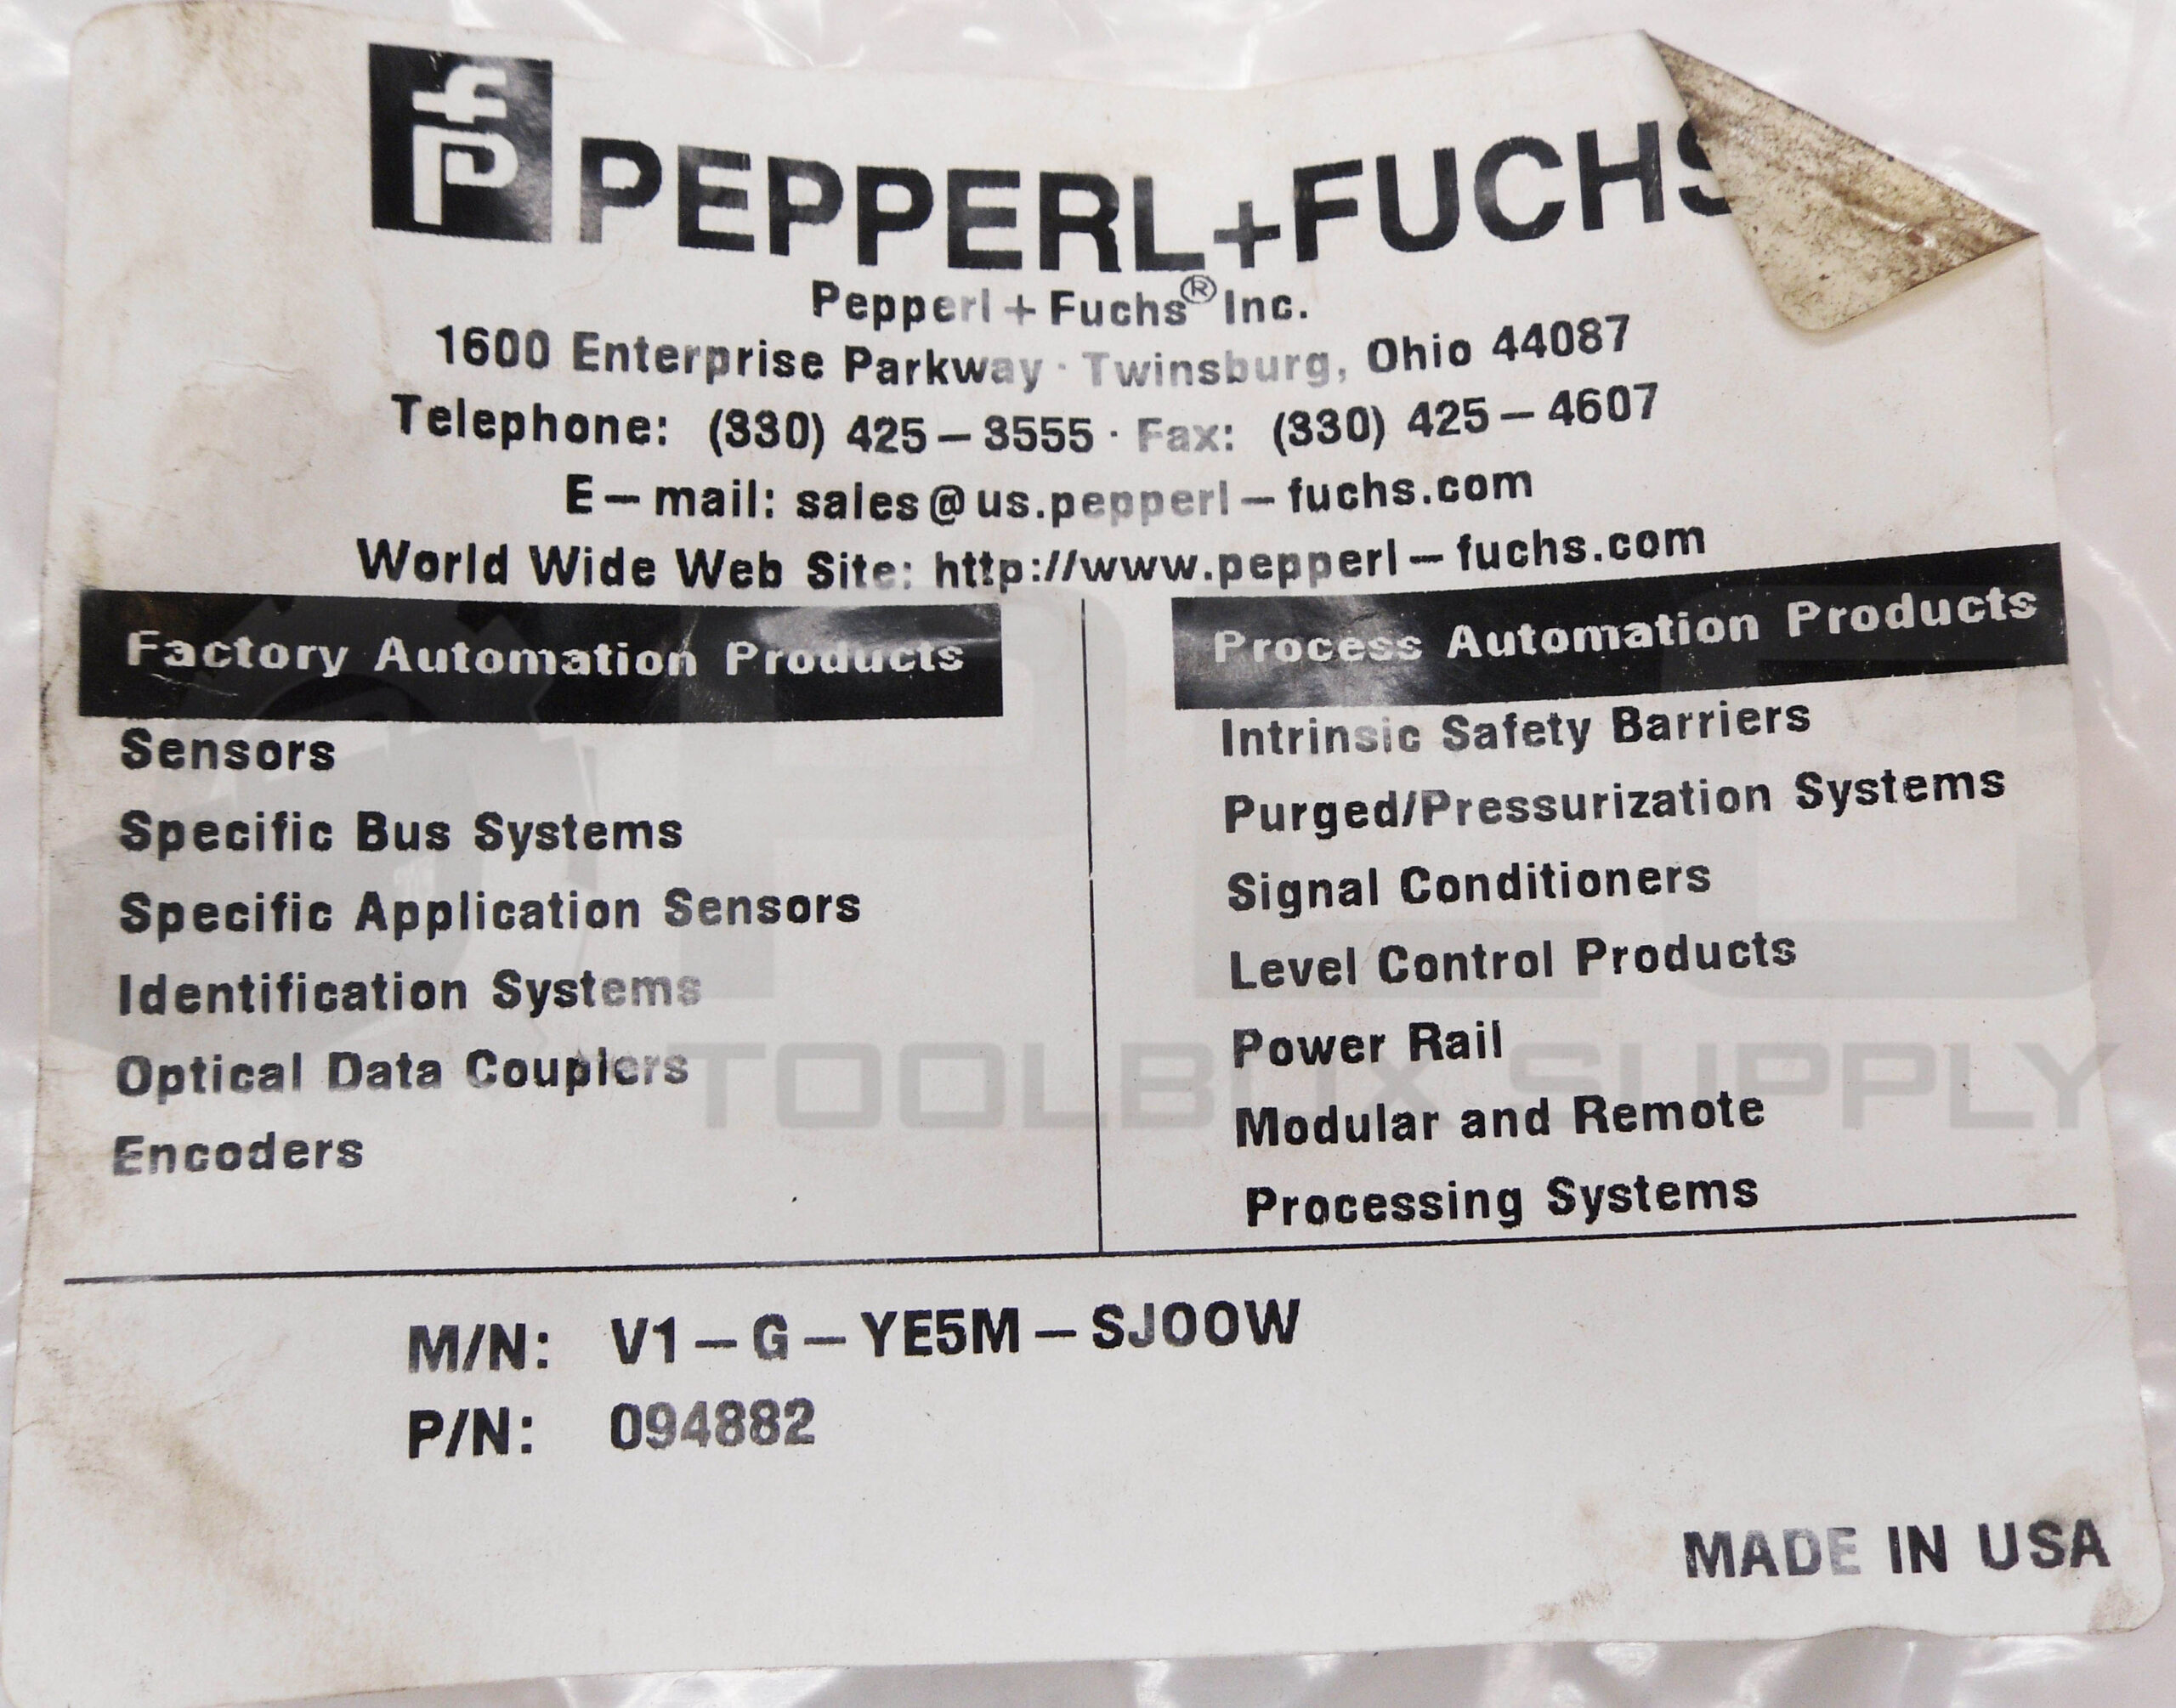 PEPPERL+FUCHS
Pepperl + Fuchs® Inc.
1600 Enterprise Parkway · Twinsburg, Ohio 44087
Telephone: (330) 425-3555 · Fax: (330) 425-4607
E-mail: sales@us.pepperl-fuchs.com
World Wide Web Site: http://www.pepperl-fuchs.com
Factory Automation Products
Sensors
Specific Bus Systems
Specific Application Sensors
Identification Systems
Optical Data Couplers
Encoders
Process Automation Products
Intrinsic Safety Barriers
Purged/Pressurization Systems
Signal Conditioners
Level Control Products
Power Rail
Modular and Remote
Processing Systems
M/N: V1-G-YE5M-SJOOW
P/N: 094882
MADE IN USA
TOOLBOX SUPPLY